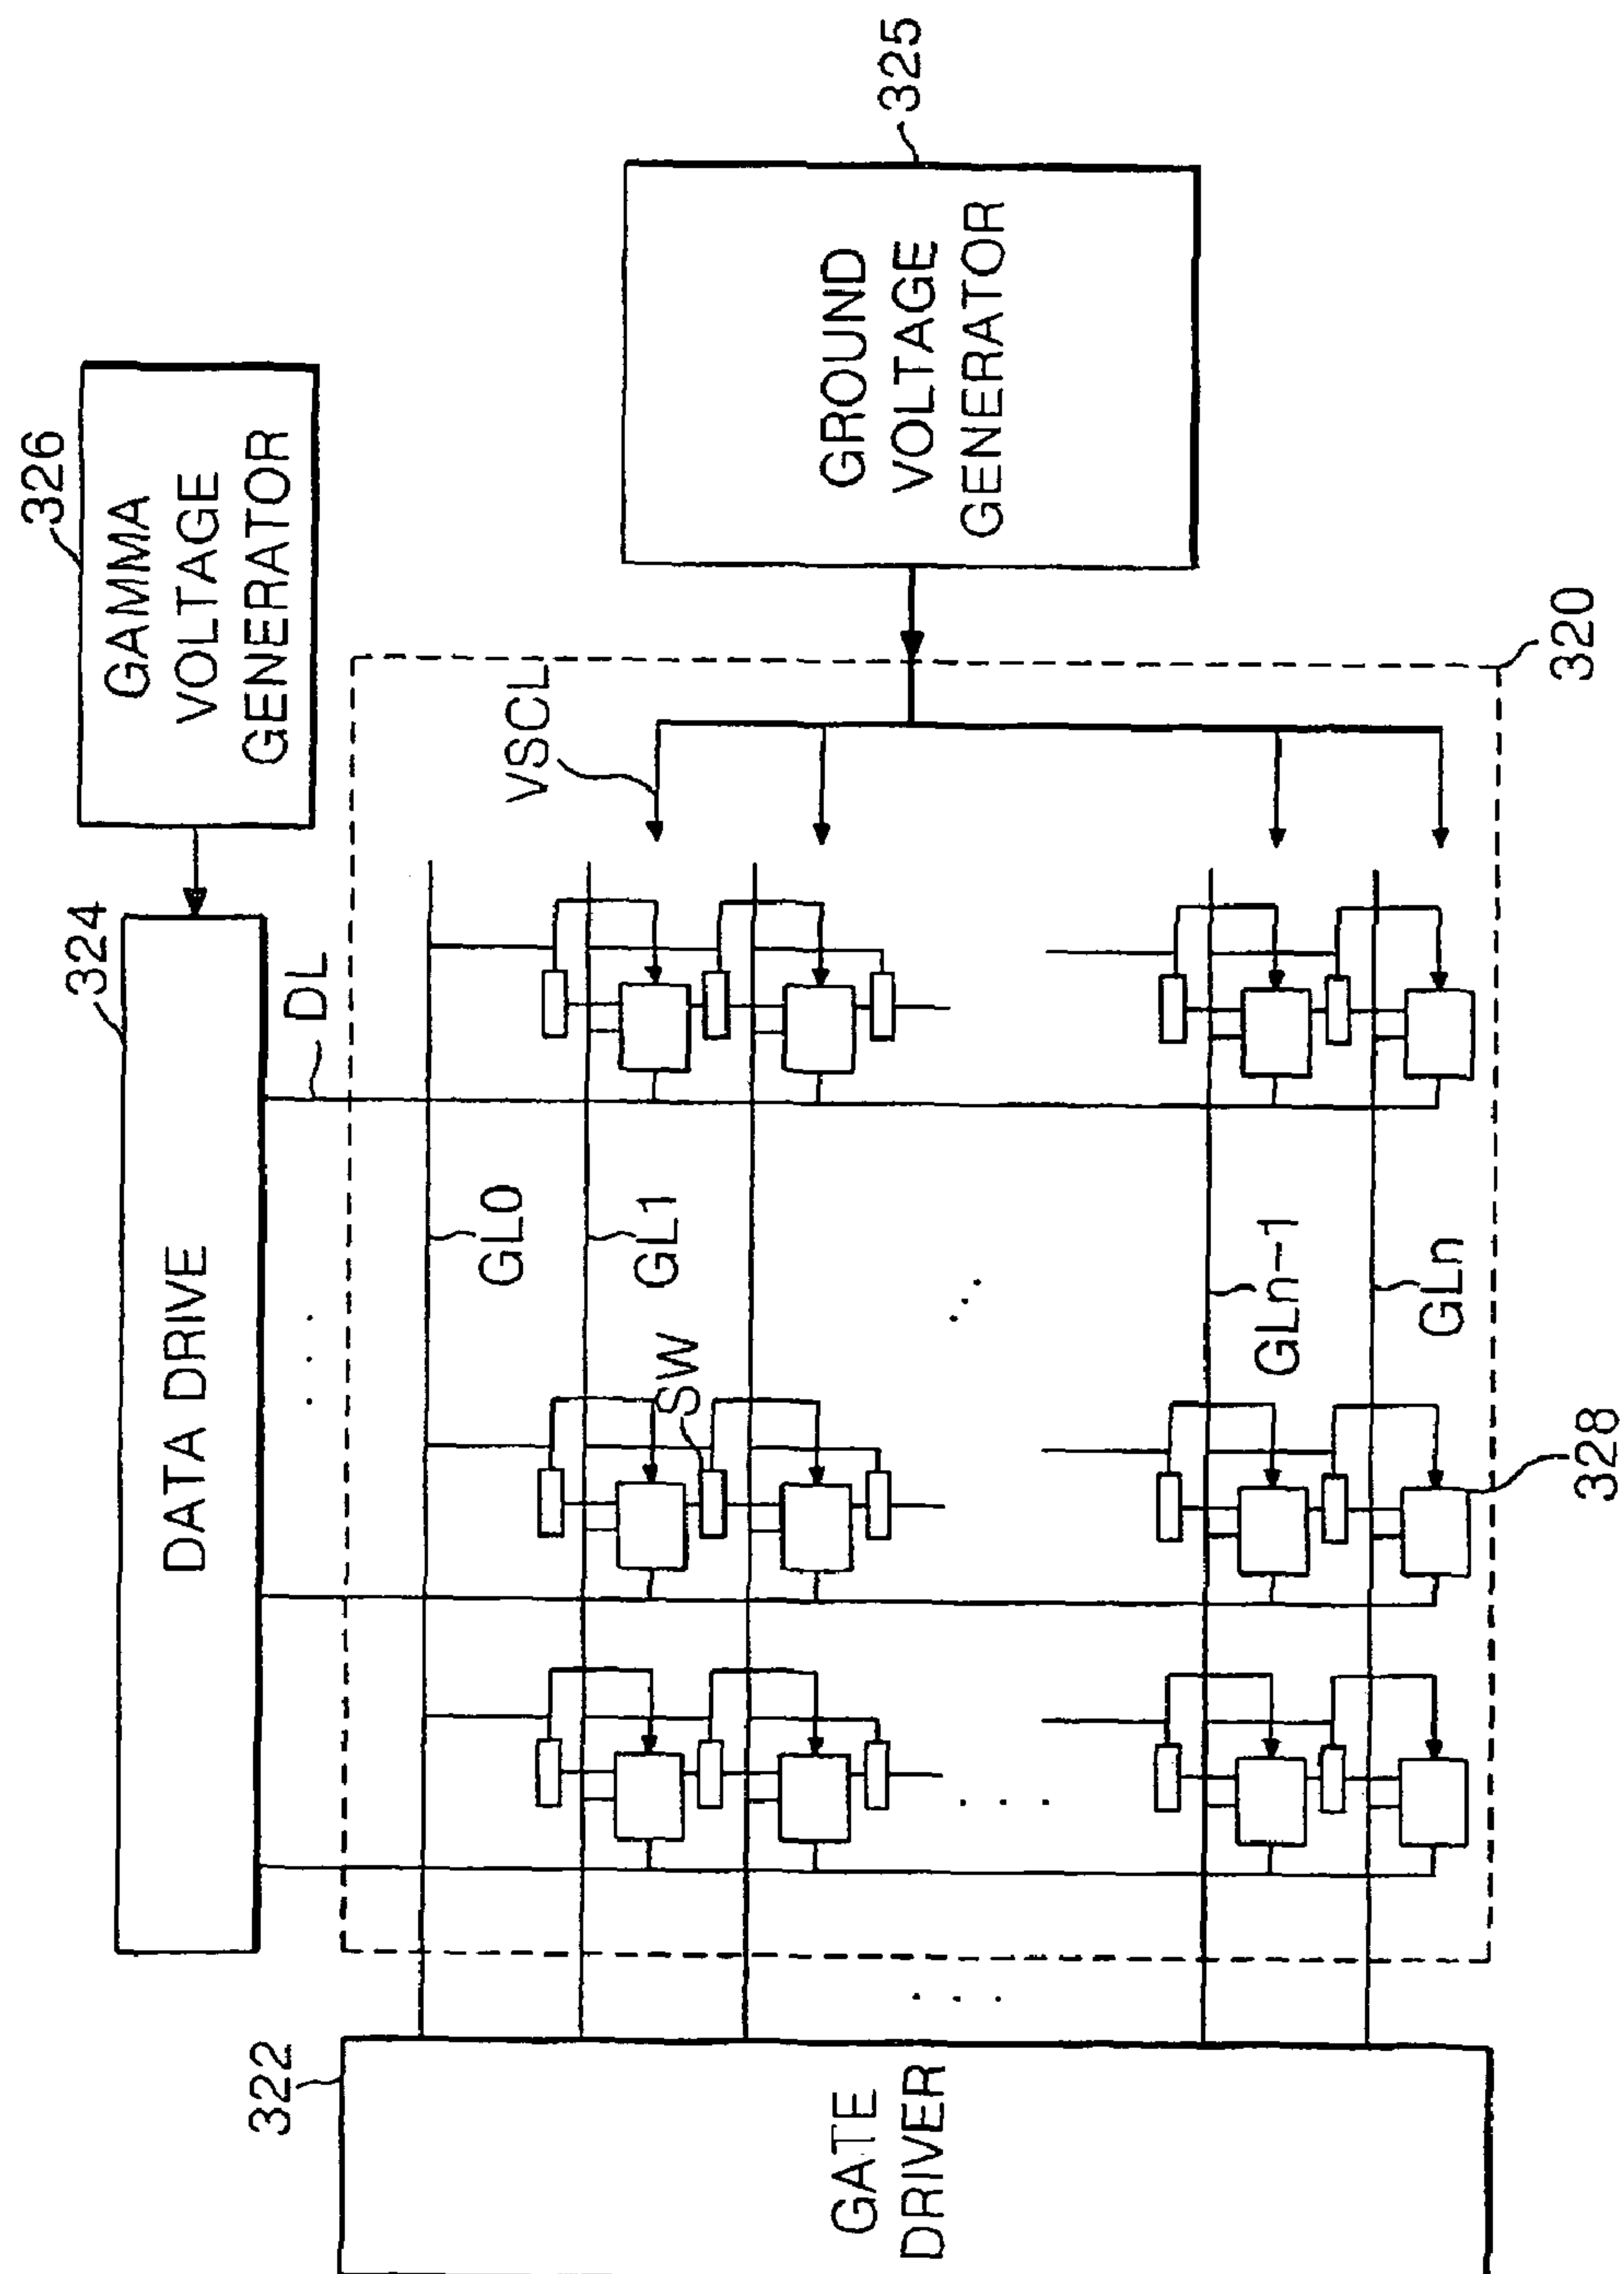 326
GAMMA
VOLTAGE
GENERATOR
324
DATA DRIVE
DL
325
GROUND
VOLTAGE
GENERATOR
VSCL
320
GL0
GL1
SW
GLn-1
GLn
328
322
GATE
DRIVER